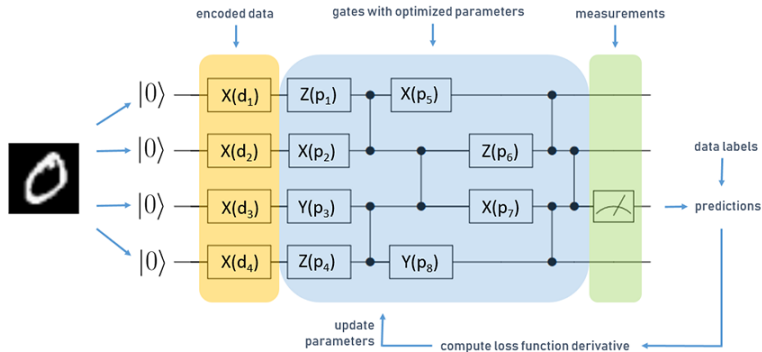 encoded data
gates with optimized parameters
measurements
|0⟩ X(d₁) Z(p₁) X(p₅)
|0⟩ X(d₂) X(p₂) Z(p₆)
data labels
|0⟩ X(d₃) Y(p₃) X(p₇)
predictions
|0⟩ X(d₄) Z(p₄) Y(p₈)
update
parameters
compute loss function derivative